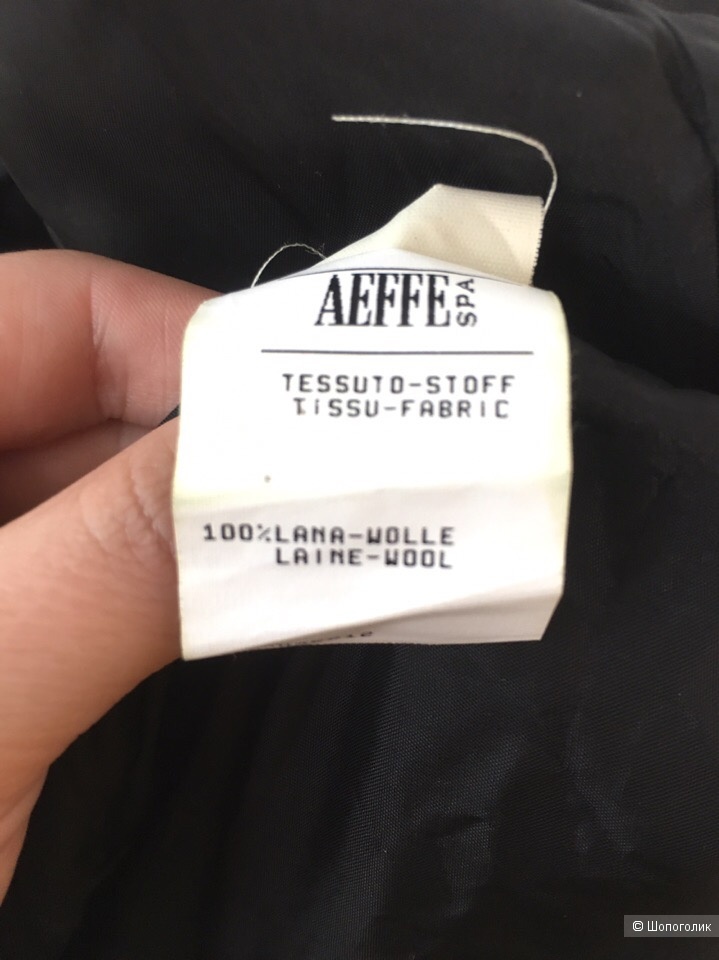 AEFFE SPA
TESSUTO-STOFF
TISSU-FABRIC
100%LANA-WOLLE
LAINE-WOOL
© Шопоголик